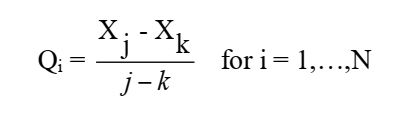 Qᵢ = (Xⱼ - Xₖ) / (j – k) for i = 1,…,N